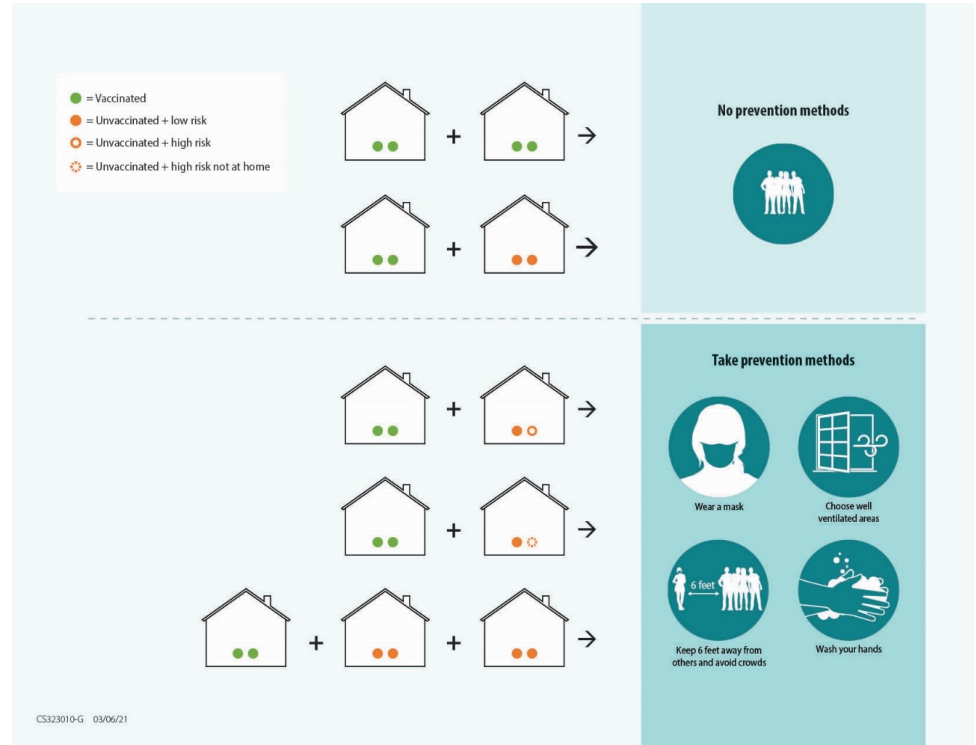 = Vaccinated
= Unvaccinated + low risk
= Unvaccinated + high risk
= Unvaccinated + high risk not at home
+ →
+ →
No prevention methods
+ →
+ →
+ + →
Take prevention methods
Wear a mask
Choose well
ventilated areas
6 feet
Keep 6 feet away from
others and avoid crowds
Wash your hands
CS323010-G 03/06/21